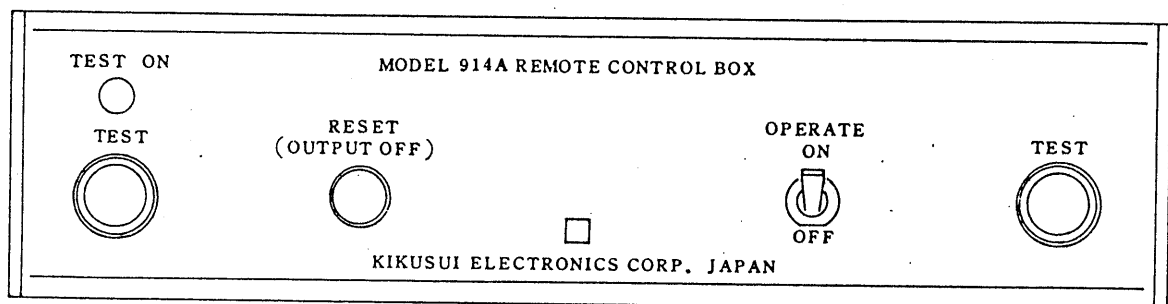 TEST ON
MODEL 914A REMOTE CONTROL BOX
TEST
RESET
(OUTPUT OFF)
OPERATE
ON
OFF
TEST
KIKUSUI ELECTRONICS CORP. JAPAN